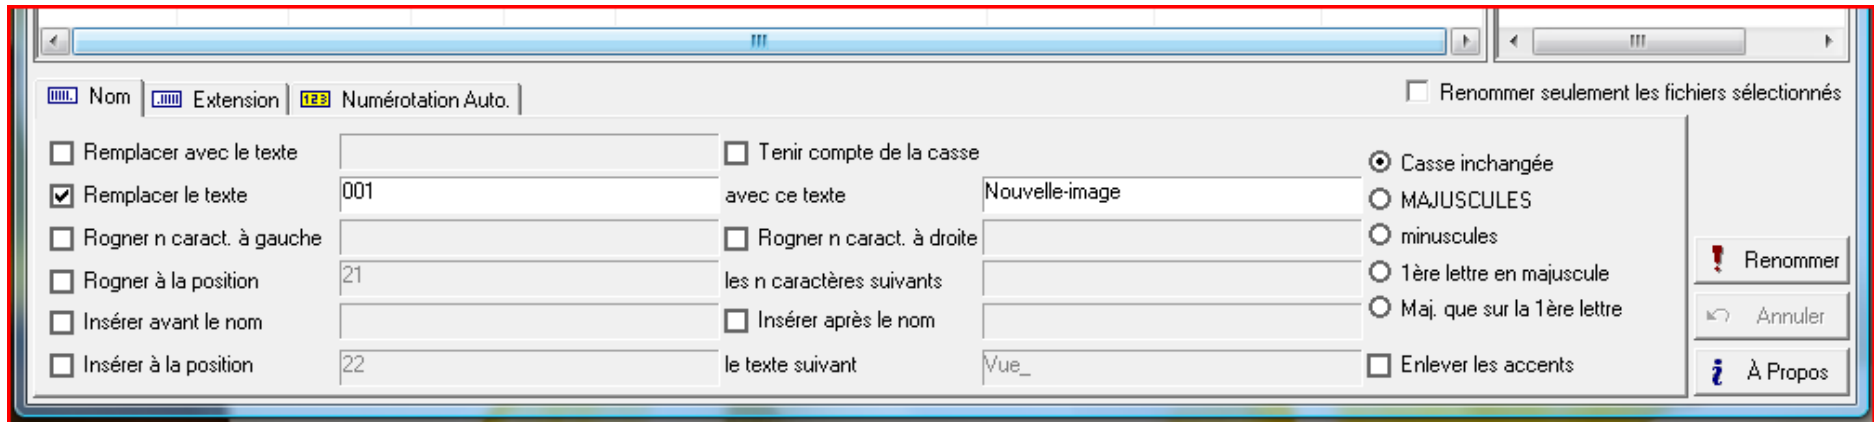 Nom Extension 123 Numérotation Auto. Renommer seulement les fichiers sélectionnés
Remplacer avec le texte Tenir compte de la casse Casse inchangée
Remplacer le texte 001 avec ce texte Nouvelle-image MAJUSCULES
Rogner n caract. à gauche Rogner n caract. à droite minuscules
Rogner à la position 21 les n caractères suivants 1ère lettre en majuscule Renommer
Insérer avant le nom Insérer après le nom Maj. que sur la 1ère lettre Annuler
Insérer à la position 22 le texte suivant Vue_ Enlever les accents À Propos